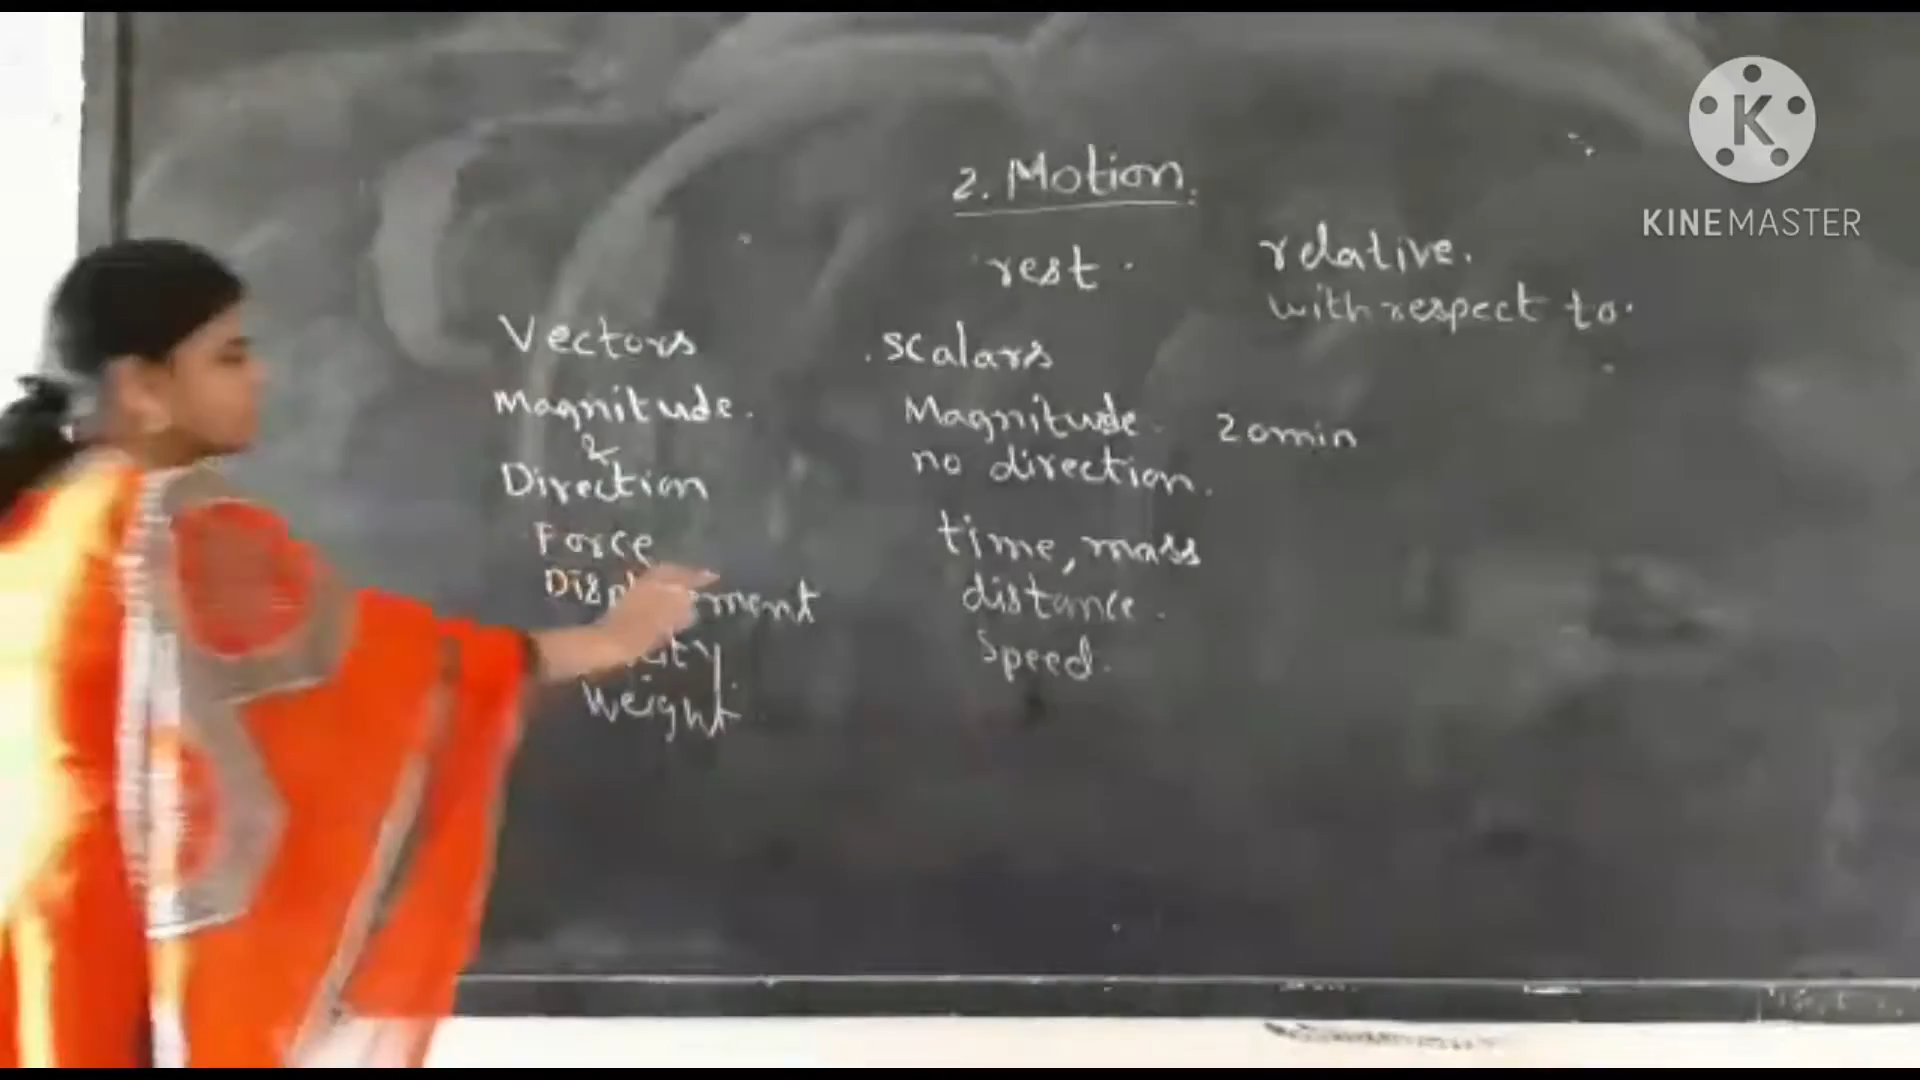 2. Motion.
rest.
relative.
with respect to.
Vectors
Magnitude.
&
Direction
Force
Weight.
.scalars
Magnitude.
no direction.
20min
time, mass
distance.
Speed.
K
KINEMASTER